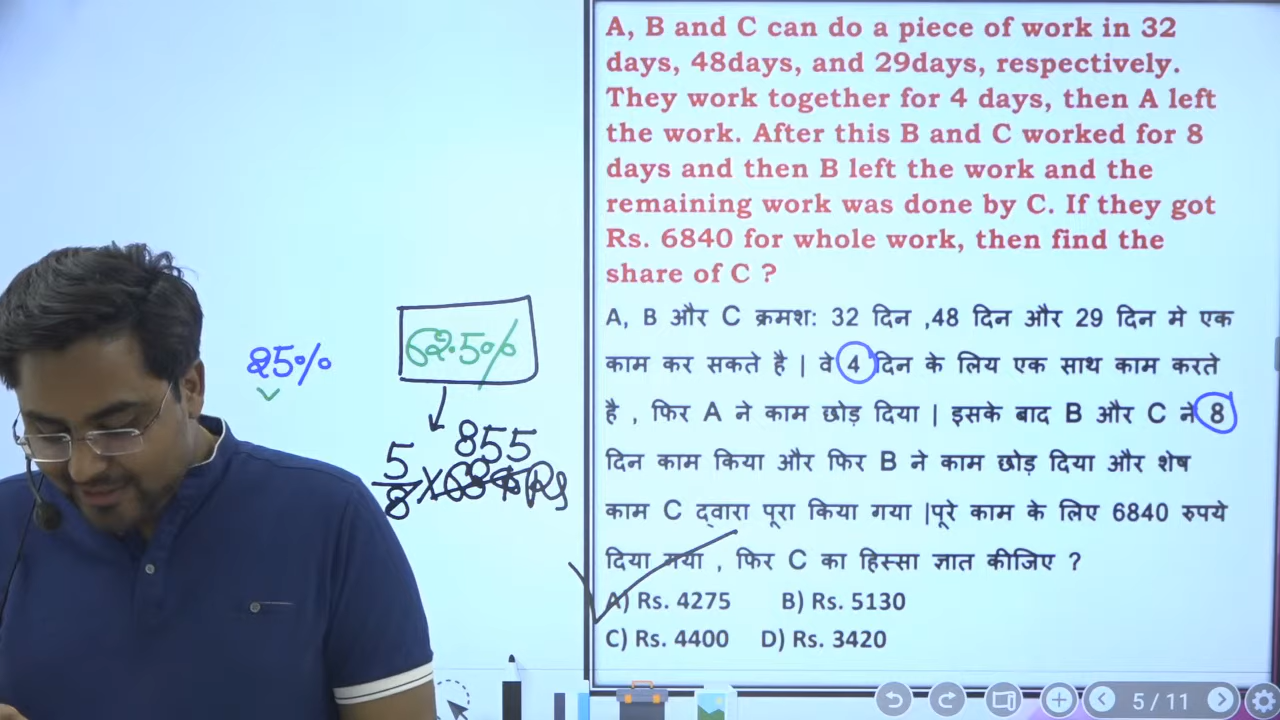 A, B and C can do a piece of work in 32
days, 48days, and 29days, respectively.
They work together for 4 days, then A left
the work. After this B and C worked for 8
days and then B left the work and the
remaining work was done by C. If they got
Rs. 6840 for whole work, then find the
share of C ?
A, B और C क्रमश: 32 दिन ,48 दिन और 29 दिन मे एक
काम कर सकते है | वे 4 दिन के लिय एक साथ काम करते
है , फिर A ने काम छोड़ दिया | इसके बाद B और C ने 8
दिन काम किया और फिर B ने काम छोड़ दिया और शेष
काम C द्वारा पूरा किया गया |पूरे काम के लिए 6840 रुपये
दिया गया , फिर C का हिस्सा ज्ञात कीजिए ?
A) Rs. 4275 B) Rs. 5130
C) Rs. 4400 D) Rs. 3420
25%
62.5%
855
5/8 × Rs
5 / 11